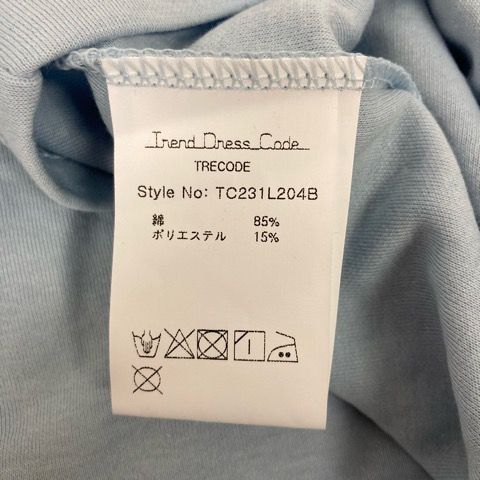 Trend Dress Code
TRECODE
Style No: TC231L204B
綿 85%
ポリエステル 15%